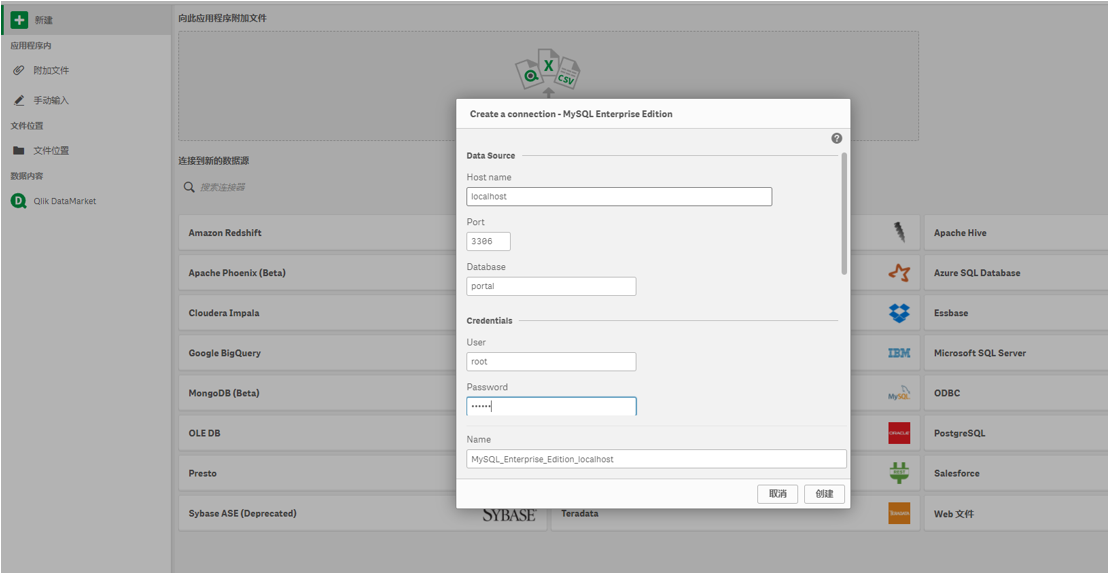 新建
应用程序内
附加文件
手动输入
文件位置
文件位置
数据内容
Qlik DataMarket
向此应用程序附加文件
X
CSV
连接到新的数据源
搜索连接器
Amazon Redshift
Apache Hive
Apache Phoenix (Beta)
Azure SQL Database
Cloudera Impala
Essbase
Google BigQuery
IBM
Microsoft SQL Server
MongoDB (Beta)
MySQL
ODBC
OLE DB
ORACLE
PostgreSQL
Presto
REST
Salesforce
Sybase ASE (Deprecated)
SYBASE
Teradata
Web 文件
Create a connection - MySQL Enterprise Edition
?
Data Source
Host name
localhost
Port
3306
Database
portal
Credentials
User
root
Password
••••••
Name
MySQL_Enterprise_Edition_localhost
取消
创建